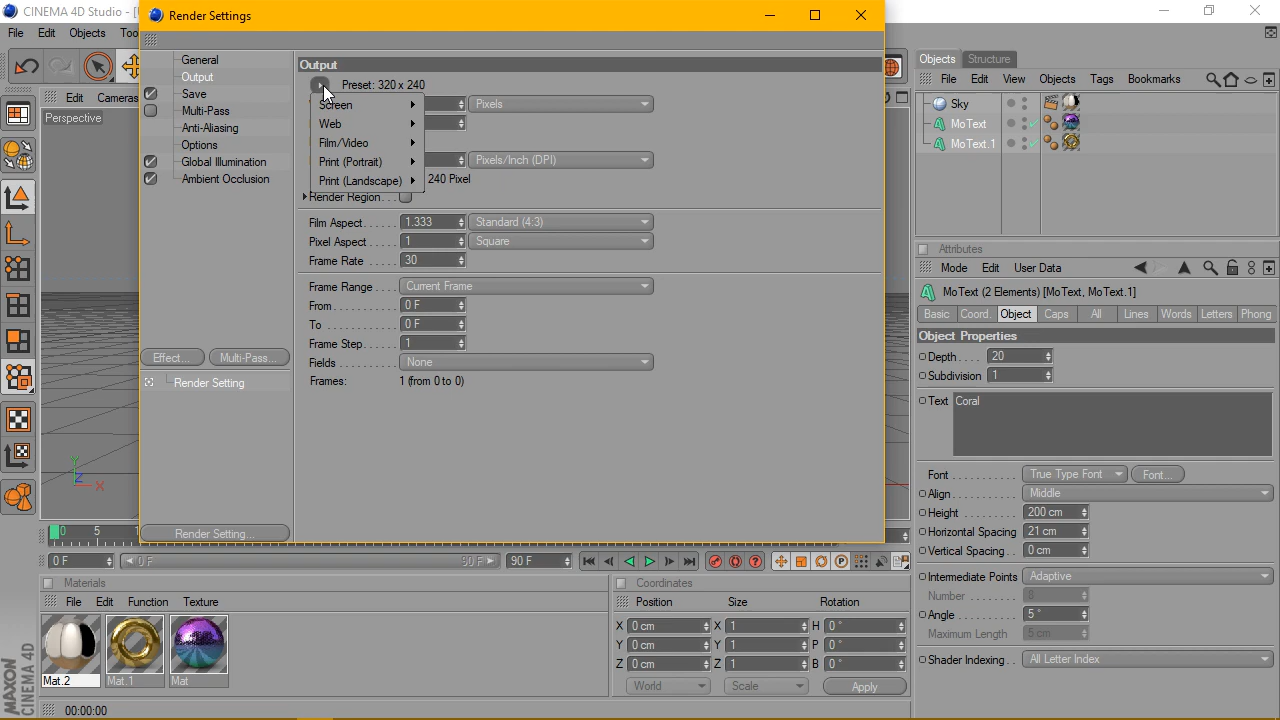 CINEMA 4D Studio - [
Render Settings
File
Edit
Objects
Too
Edit
Cameras
Perspective
General
Output
Save
Multi-Pass
Anti-Aliasing
Options
Global Illumination
Ambient Occlusion
Effect...
Multi-Pass...
Render Setting
Render Setting...
Output
Preset: 320 x 240
Screen
Web
Film/Video
Print (Portrait)
Print (Landscape)
Pixels
Pixels/Inch (DPI)
240 Pixel
Render Region. . .
Film Aspect. . . . . . 1.333 Standard (4:3)
Pixel Aspect . . . . . 1 Square
Frame Rate . . . . . 30
Frame Range. . . Current Frame
From. . . . . . . . . . 0 F
To . . . . . . . . . . . . 0 F
Frame Step. . . . . 1
Fields . . . . . . . . . None
Frames: 1 (from 0 to 0)
Objects Structure
File Edit View Objects Tags Bookmarks
Sky
MoText
MoText.1
Attributes
Mode Edit User Data
MoText (2 Elements) [MoText, MoText.1]
Basic Coord. Object Caps All Lines Words Letters Phong
Object Properties
Depth. . . . 20
Subdivision 1
Text Coral
Font . . . . . . . . . . True Type Font Font...
Align. . . . . . . . . . Middle
Height . . . . . . . . 200 cm
Horizontal Spacing 21 cm
Vertical Spacing. . 0 cm
Intermediate Points Adaptive
Number . . . . . . . . 8
Angle . . . . . . . . . 5 °
Maximum Length 5 cm
Shader Indexing. . All Letter Index
0 5
0 F 0 F 90 F 90 F
Materials
File Edit Function Texture
Mat.2 Mat.1 Mat
Coordinates
Position Size Rotation
X 0 cm X 1 H 0 °
Y 0 cm Y 1 P 0 °
Z 0 cm Z 1 B 0 °
World Scale Apply
MAXON
CINEMA 4D
00:00:00